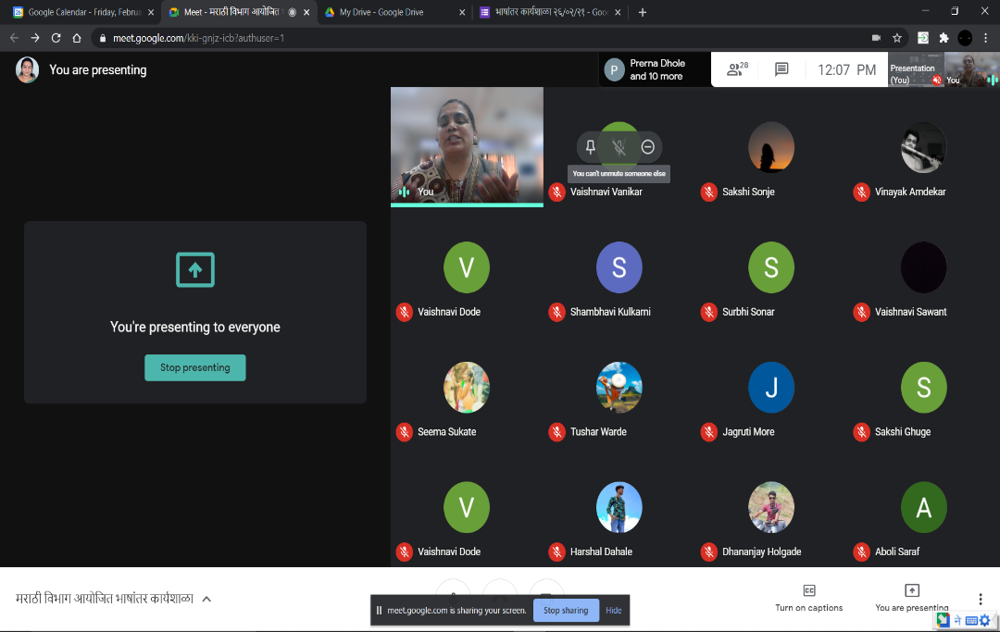 Google Calendar - Friday, Februa
Meet - मराठी विभाग आयोजित
My Drive - Google Drive
भाषांतर कार्यशाळा २६/०२/२१ - Goo
meet.google.com/kki-gnjz-icb?authuser=1
You are presenting
P
Prerna Dhole
and 10 more
28
12:07 PM
Presentation
(You)
You
You
You can't unmute someone else
Vaishnavi Vanikar
Sakshi Sonje
Vinayak Amdekar
You're presenting to everyone
Stop presenting
V
S
S
Vaishnavi Dode
Shambhavi Kulkarni
Surbhi Sonar
Vaishnavi Sawant
J
S
Seema Sukate
Tushar Warde
Jagruti More
Sakshi Ghuge
V
A
Vaishnavi Dode
Harshal Dahale
Dhananjay Holgade
Aboli Saraf
मराठी विभाग आयोजित भाषांतर कार्यशाळा
meet.google.com is sharing your screen.
Stop sharing
Hide
Turn on captions
You are presenting
ने